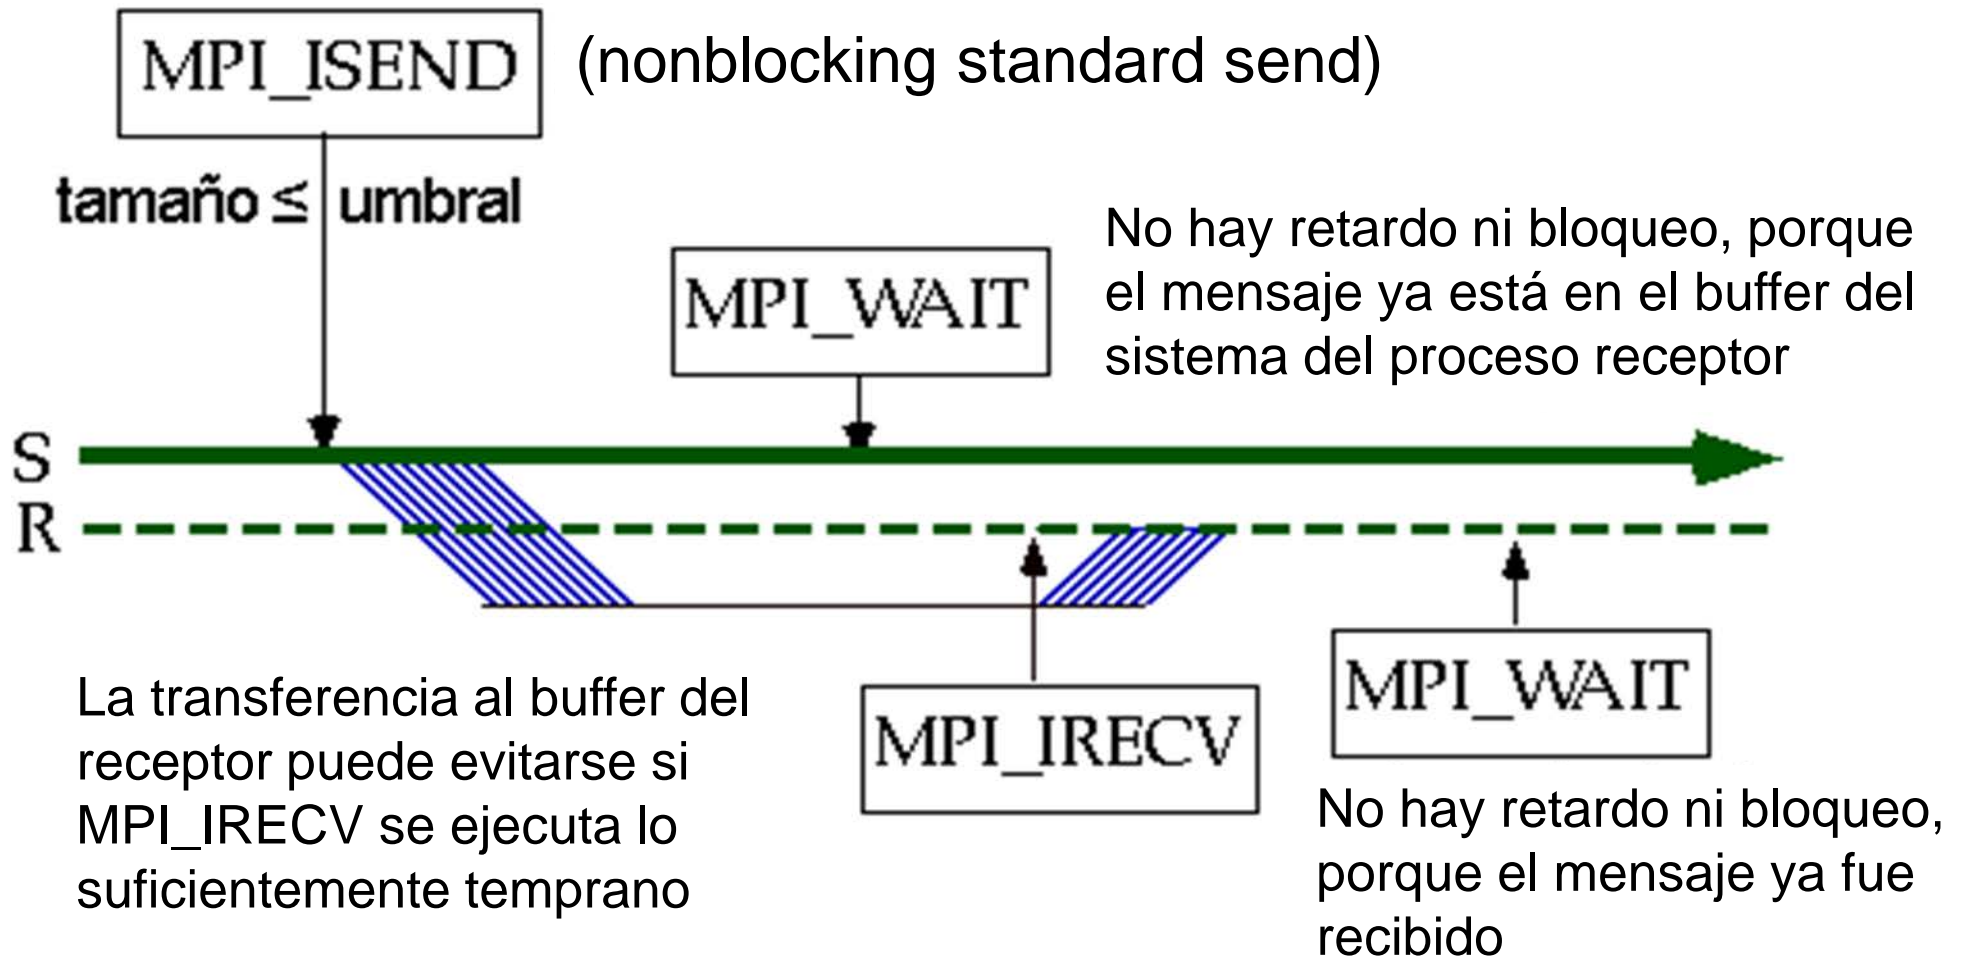 MPI_ISEND (nonblocking standard send)
tamaño ≤ umbral
MPI_WAIT
No hay retardo ni bloqueo, porque
el mensaje ya está en el buffer del
sistema del proceso receptor
S
R
La transferencia al buffer del
receptor puede evitarse si
MPI_IRECV se ejecuta lo
suficientemente temprano
MPI_IRECV
MPI_WAIT
No hay retardo ni bloqueo,
porque el mensaje ya fue
recibido